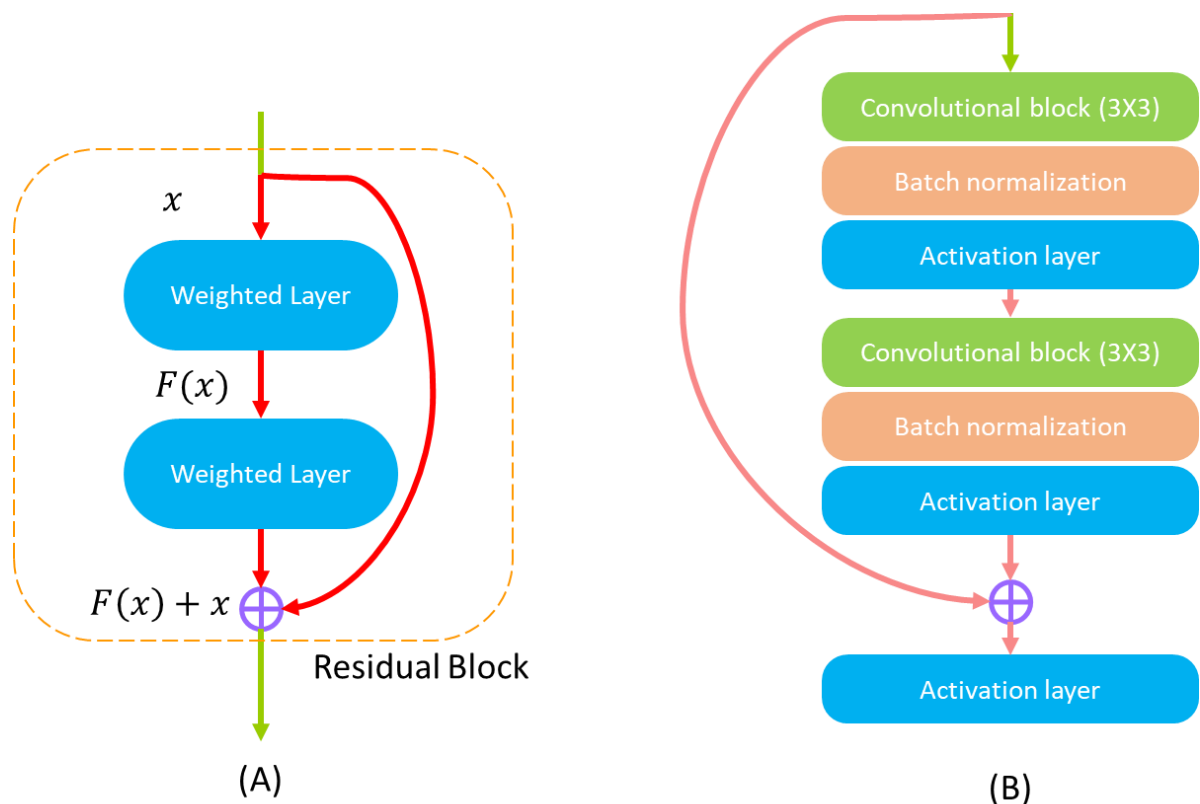 x
Weighted Layer
F(x)
Weighted Layer
F(x) + x
Residual Block
(A)
Convolutional block (3X3)
Batch normalization
Activation layer
Convolutional block (3X3)
Batch normalization
Activation layer
Activation layer
(B)